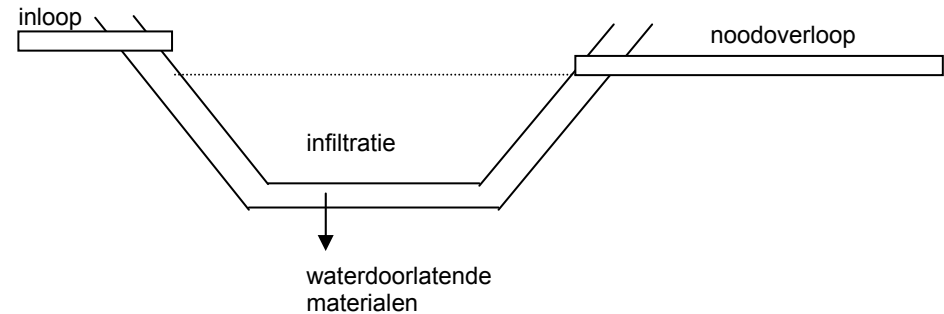 inloop
noodoverloop
infiltratie
waterdoorlatende
materialen